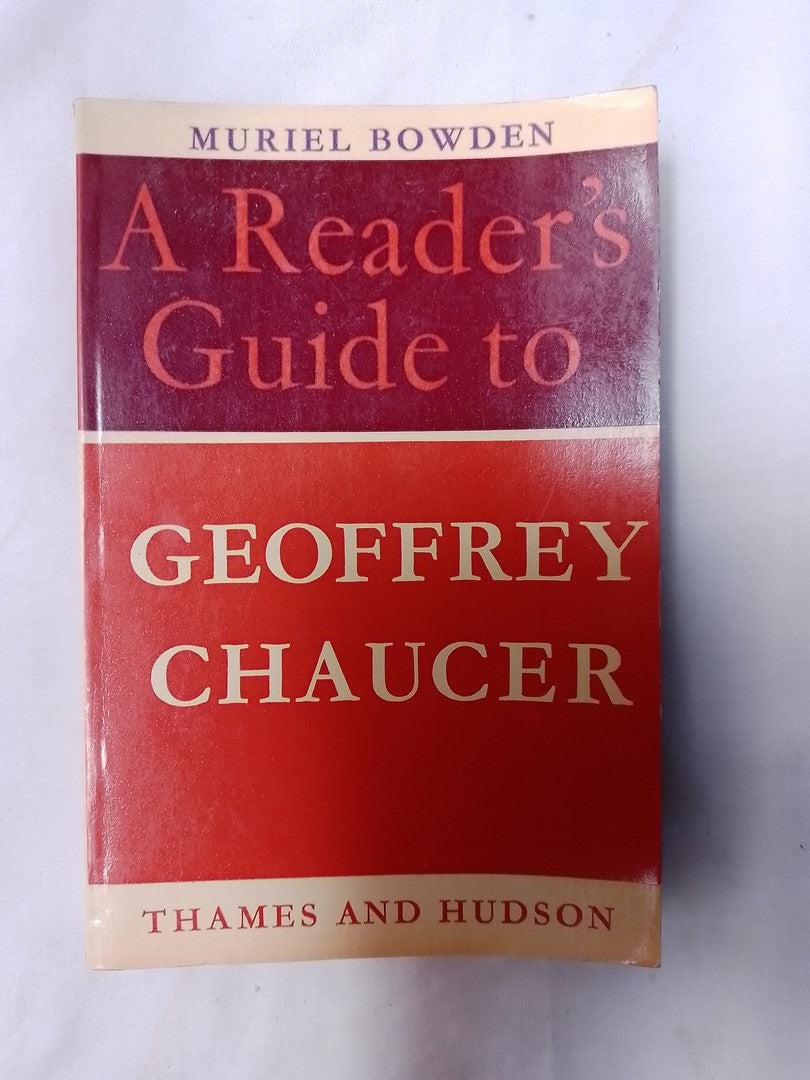 MURIEL BOWDEN
A Reader's
Guide to
GEOFFREY
CHAUCER
THAMES AND HUDSON